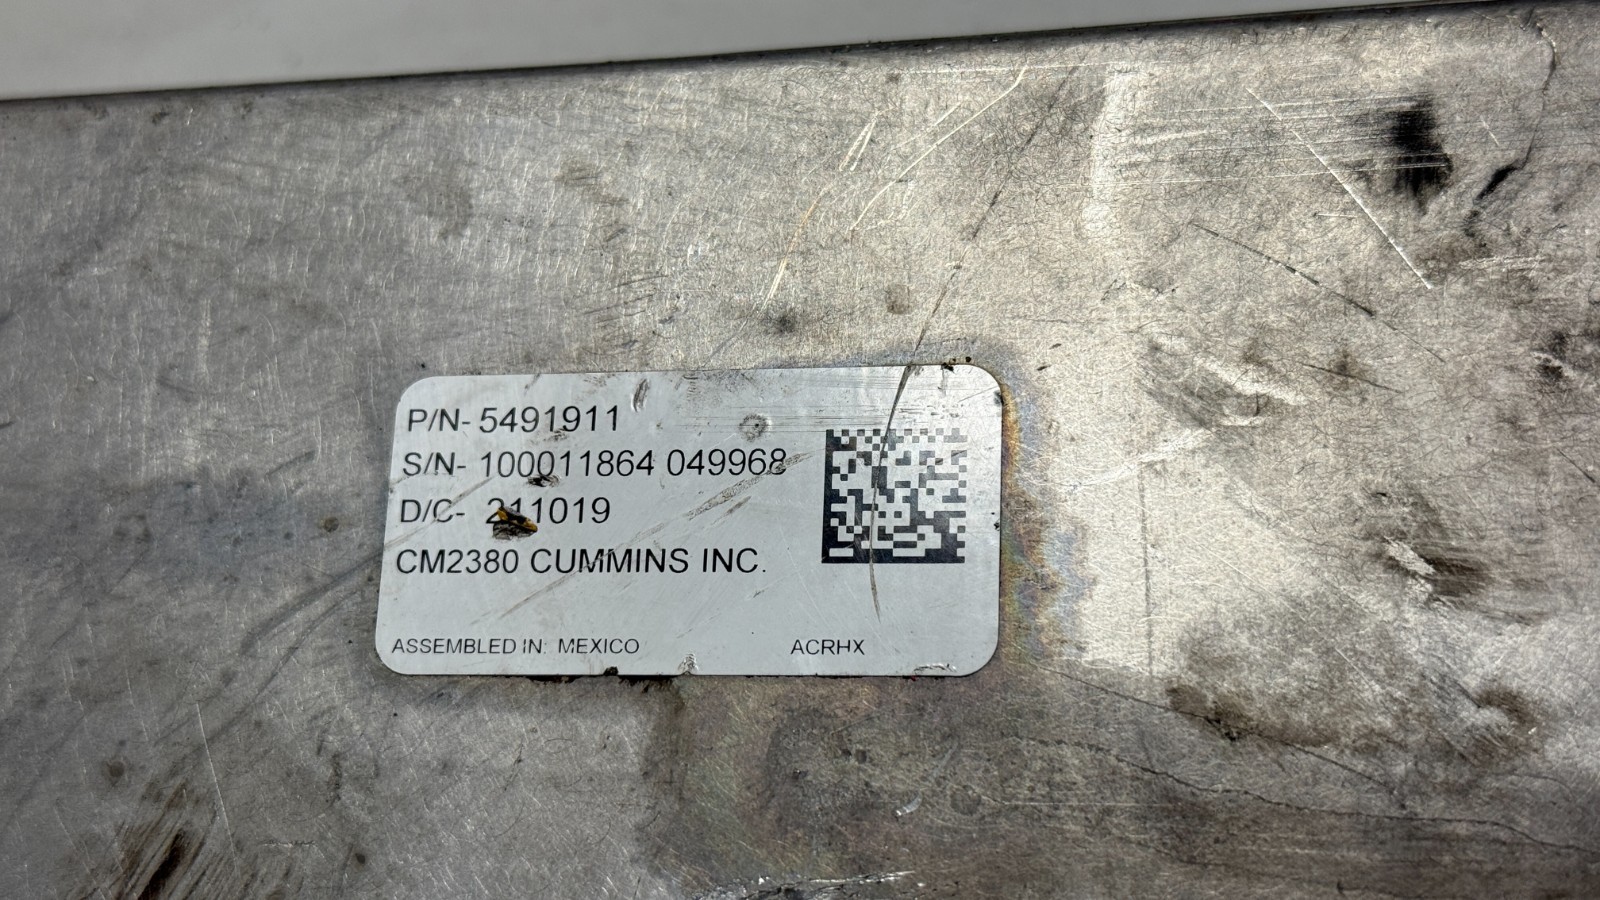 P/N- 5491911
S/N- 100011864 049968
D/C- 211019
CM2380 CUMMINS INC.
ASSEMBLED IN: MEXICO ACRHX